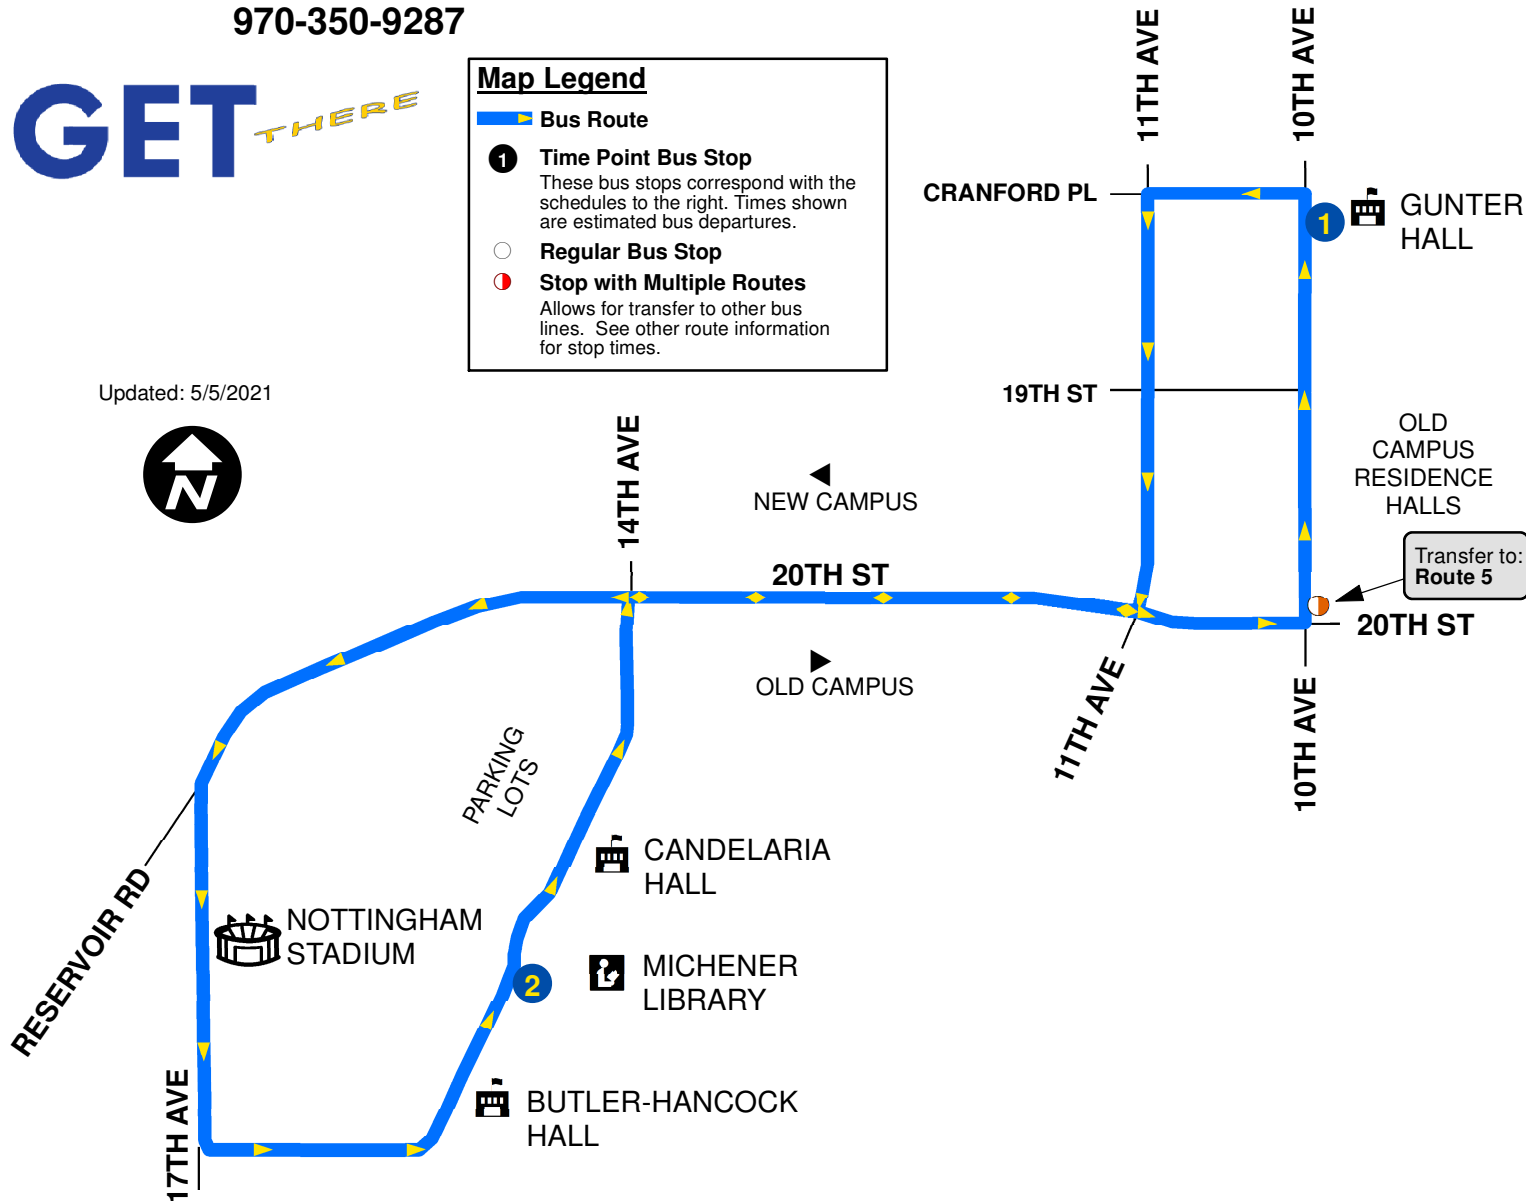 970-350-9287
GET THERE
Map Legend
Bus Route
1 Time Point Bus Stop
These bus stops correspond with the
schedules to the right. Times shown
are estimated bus departures.
Regular Bus Stop
Stop with Multiple Routes
Allows for transfer to other bus
lines. See other route information
for stop times.
Updated: 5/5/2021
N
11TH AVE
10TH AVE
CRANFORD PL
1
GUNTER
HALL
19TH ST
OLD
CAMPUS
RESIDENCE
HALLS
14TH AVE
NEW CAMPUS
20TH ST
Transfer to:
Route 5
20TH ST
OLD CAMPUS
11TH AVE
10TH AVE
PARKING
LOTS
CANDELARIA
HALL
RESERVOIR RD
NOTTINGHAM
STADIUM
2
MICHENER
LIBRARY
BUTLER-HANCOCK
HALL
17TH AVE